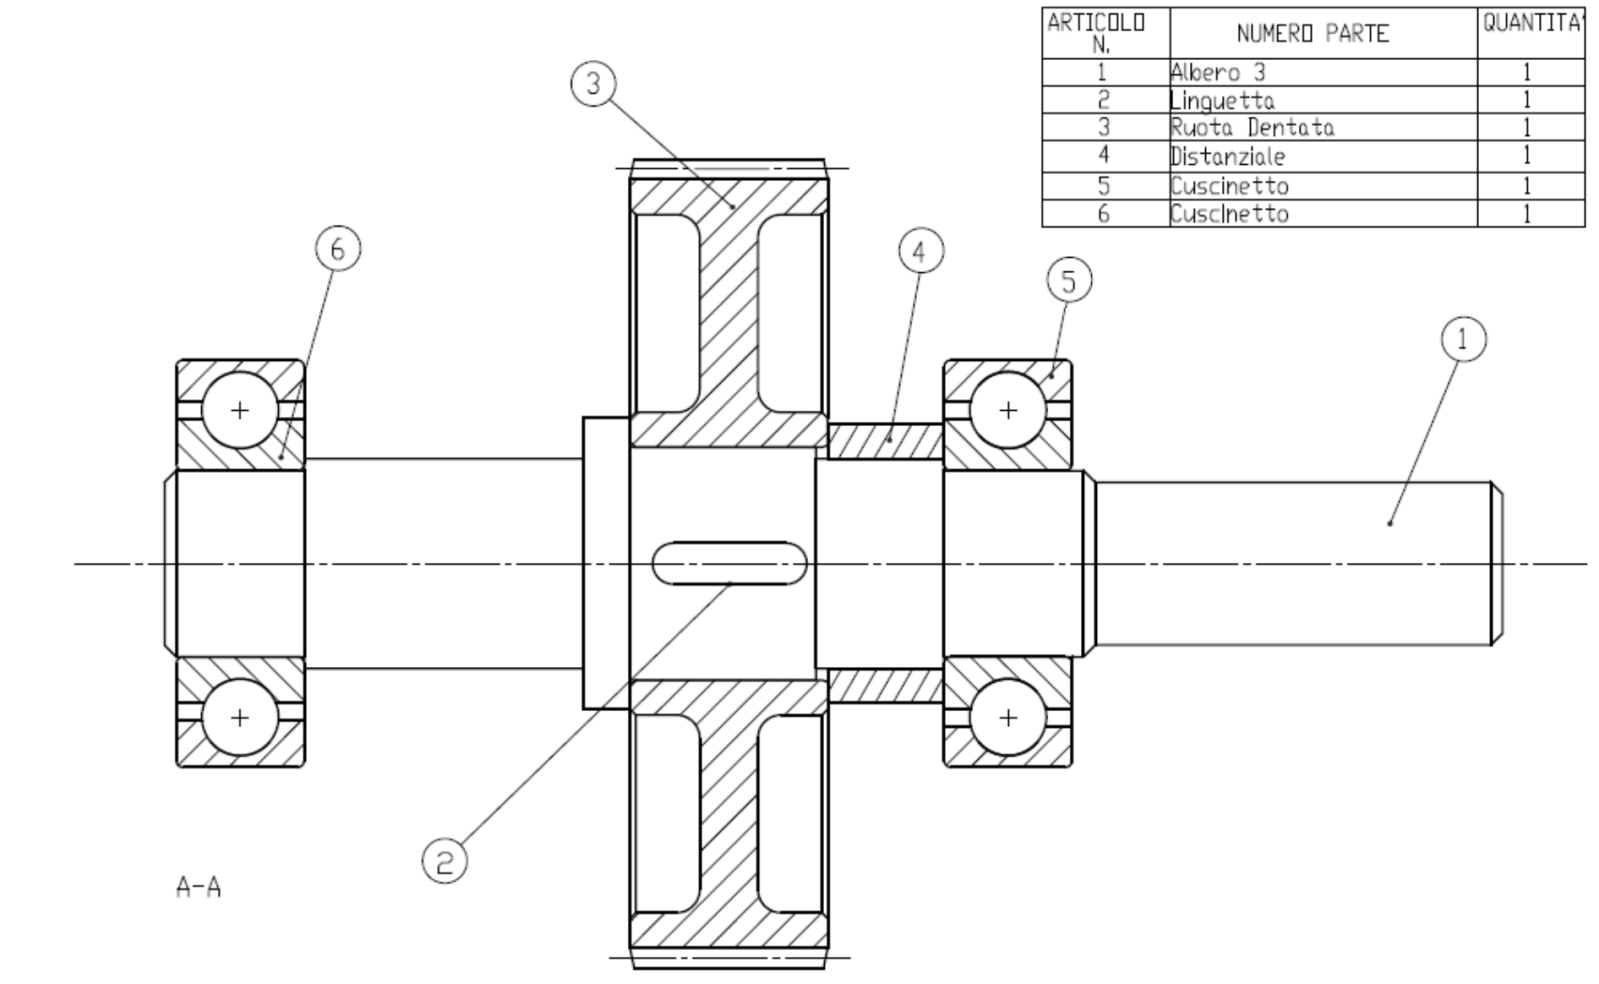 ARTICOLO N. NUMERO PARTE QUANTITA'
1 Albero 3 1
2 Linguetta 1
3 Ruota Dentata 1
4 Distanziale 1
5 Cuscinetto 1
6 CuscInetto 1
3
6
4
5
1
2
A-A